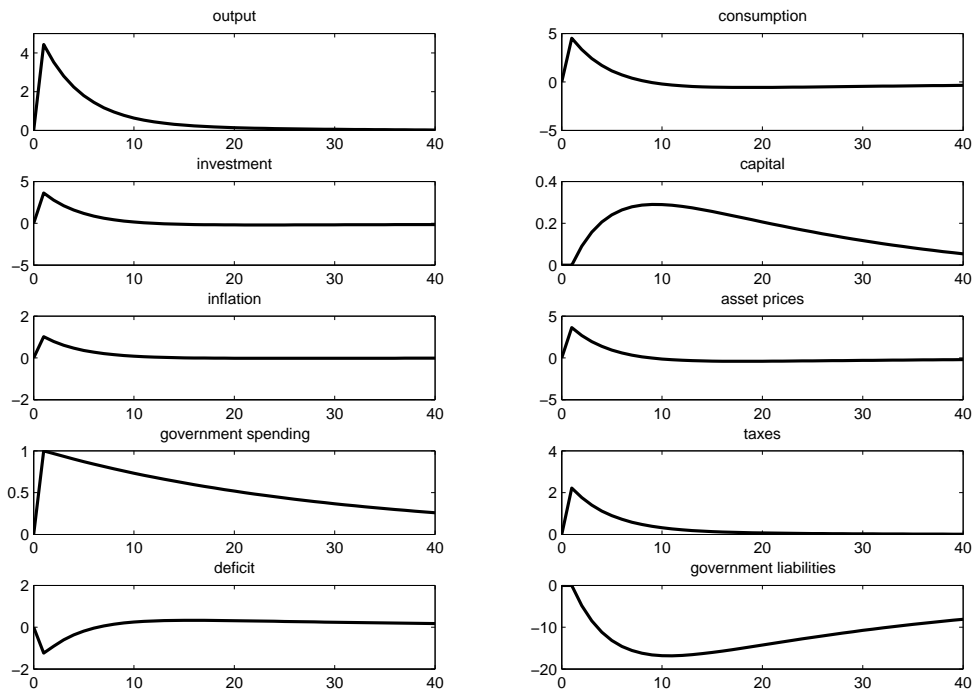 output
consumption
4
2
0
0 10 20 30 40
5
0
−5
0 10 20 30 40
investment
capital
5
0
−5
0 10 20 30 40
0.4
0.2
0
0 10 20 30 40
inflation
asset prices
2
0
−2
0 10 20 30 40
5
0
−5
0 10 20 30 40
government spending
taxes
1
0.5
0
0 10 20 30 40
4
2
0
0 10 20 30 40
deficit
government liabilities
2
0
−2
0 10 20 30 40
0
−10
−20
0 10 20 30 40